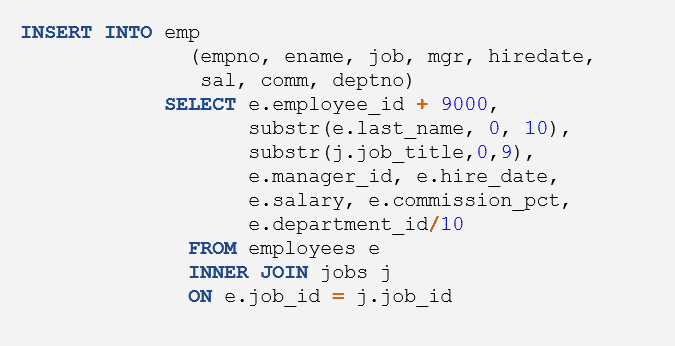 INSERT INTO emp
(empno, ename, job, mgr, hiredate,
sal, comm, deptno)
SELECT e.employee_id + 9000,
substr(e.last_name, 0, 10),
substr(j.job_title,0,9),
e.manager_id, e.hire_date,
e.salary, e.commission_pct,
e.department_id/10
FROM employees e
INNER JOIN jobs j
ON e.job_id = j.job_id